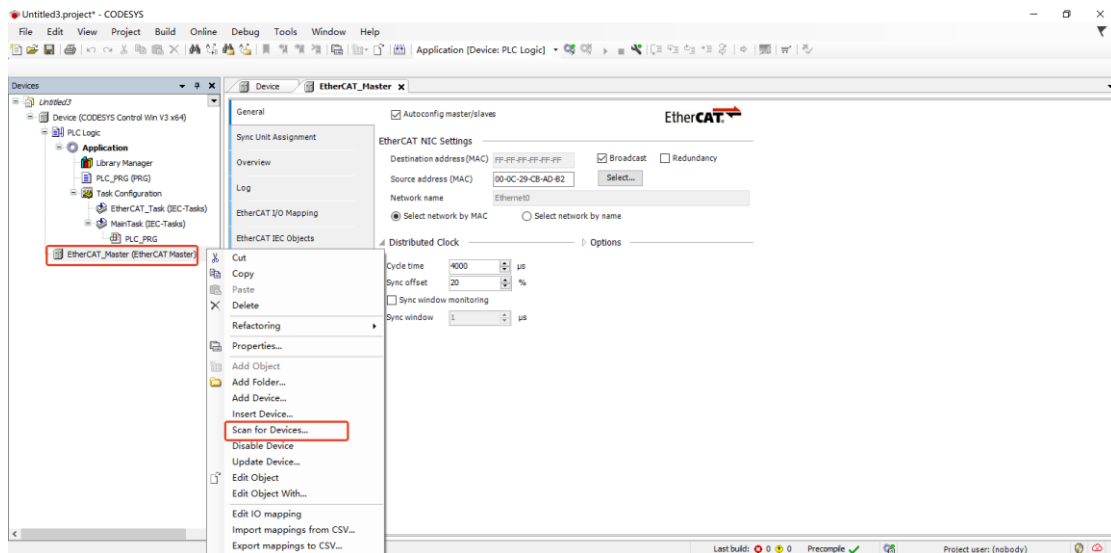 Untitled3.project* - CODESYS
File Edit View Project Build Online Debug Tools Window Help
Application [Device: PLC Logic]
Devices
Device
EtherCAT_Master
Untitled3
Device (CODESYS Control Win V3 x64)
PLC Logic
Application
Library Manager
PLC_PRG (PRG)
Task Configuration
EtherCAT_Task (IEC-Tasks)
MainTask (IEC-Tasks)
PLC_PRG
EtherCAT_Master (EtherCAT Master)
General
Sync Unit Assignment
Overview
Log
EtherCAT I/O Mapping
EtherCAT IEC Objects
Autoconfig master/slaves
EtherCAT
EtherCAT NIC Settings
Destination address (MAC) FF-FF-FF-FF-FF-FF Broadcast Redundancy
Source address (MAC) 00-0C-29-CB-AD-B2 Select...
Network name Ethernet0
Select network by MAC Select network by name
Distributed Clock Options
Cycle time 4000 µs
Sync offset 20 %
Sync window monitoring
Sync window 1 µs
Cut
Copy
Paste
Delete
Refactoring
Properties...
Add Object
Add Folder...
Add Device...
Insert Device...
Scan for Devices...
Disable Device
Update Device...
Edit Object
Edit Object With...
Edit IO mapping
Import mappings from CSV...
Export mappings to CSV...
Last build: 0 0 Precompile Project user: (nobody)